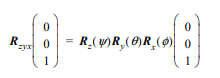 R_zyx (0 0 1) = R_z(ψ)R_y(θ)R_x(ϕ) (0 0 1)